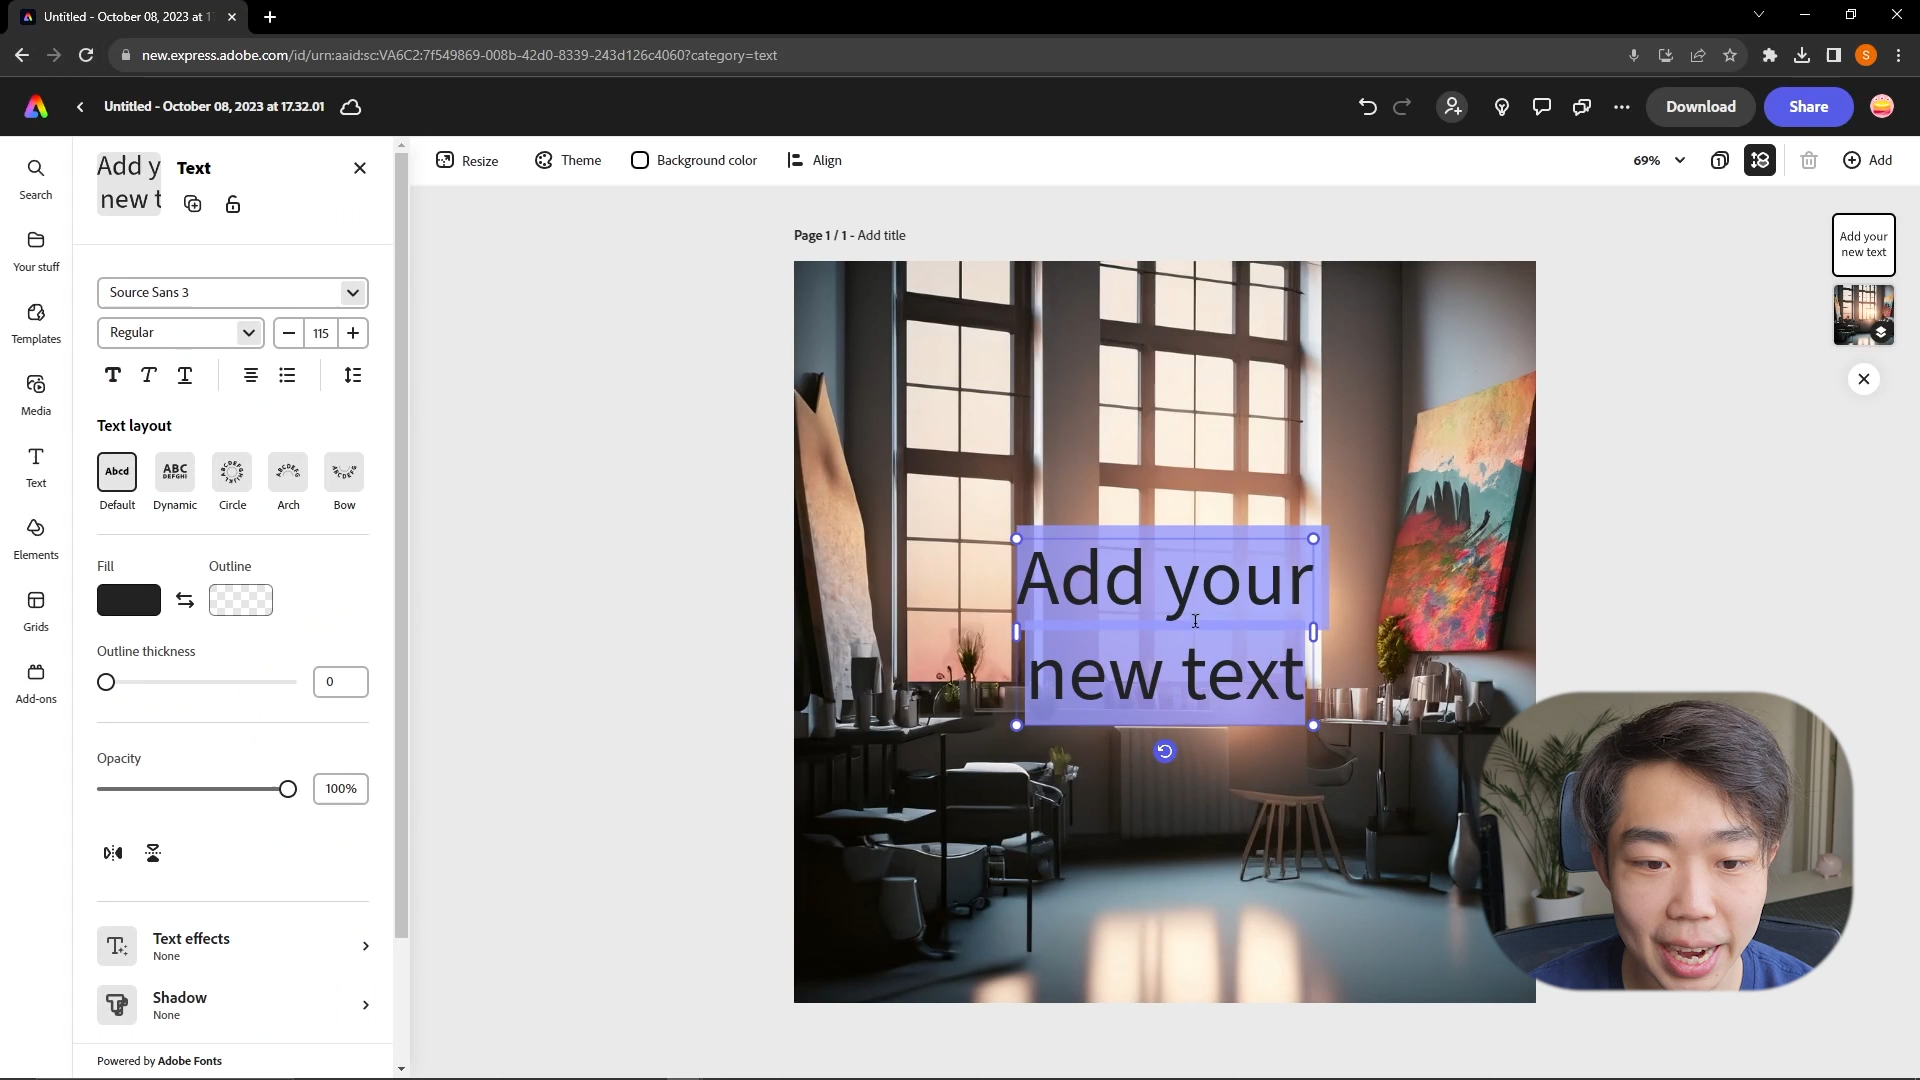 Untitled - October 08, 2023 at 1
new.express.adobe.com/id/urn:aaid:sc:VA6C2:7f549869-008b-42d0-8339-243d126c4060?category=text
S
Untitled - October 08, 2023 at 17.32.01
Download
Share
Search
Your stuff
Templates
Media
Text
Elements
Grids
Add-ons
Add y
new t
Text
Source Sans 3
Regular
115
Text layout
Abcd
ABC
DEFGHI
Default
Dynamic
Circle
Arch
Bow
Fill
Outline
Outline thickness
0
Opacity
100%
Text effects
None
Shadow
None
Powered by Adobe Fonts
Resize
Theme
Background color
Align
69%
1
Add
Page 1 / 1 - Add title
Add your
new text
Add your
new text